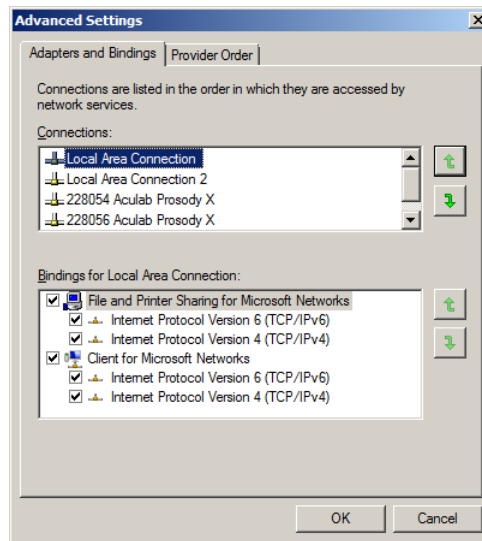 Advanced Settings
Adapters and Bindings
Provider Order
Connections are listed in the order in which they are accessed by
network services.
Connections:
Local Area Connection
Local Area Connection 2
228054 Aculab Prosody X
228056 Aculab Prosody X
Bindings for Local Area Connection:
File and Printer Sharing for Microsoft Networks
Internet Protocol Version 6 (TCP/IPv6)
Internet Protocol Version 4 (TCP/IPv4)
Client for Microsoft Networks
Internet Protocol Version 6 (TCP/IPv6)
Internet Protocol Version 4 (TCP/IPv4)
OK
Cancel